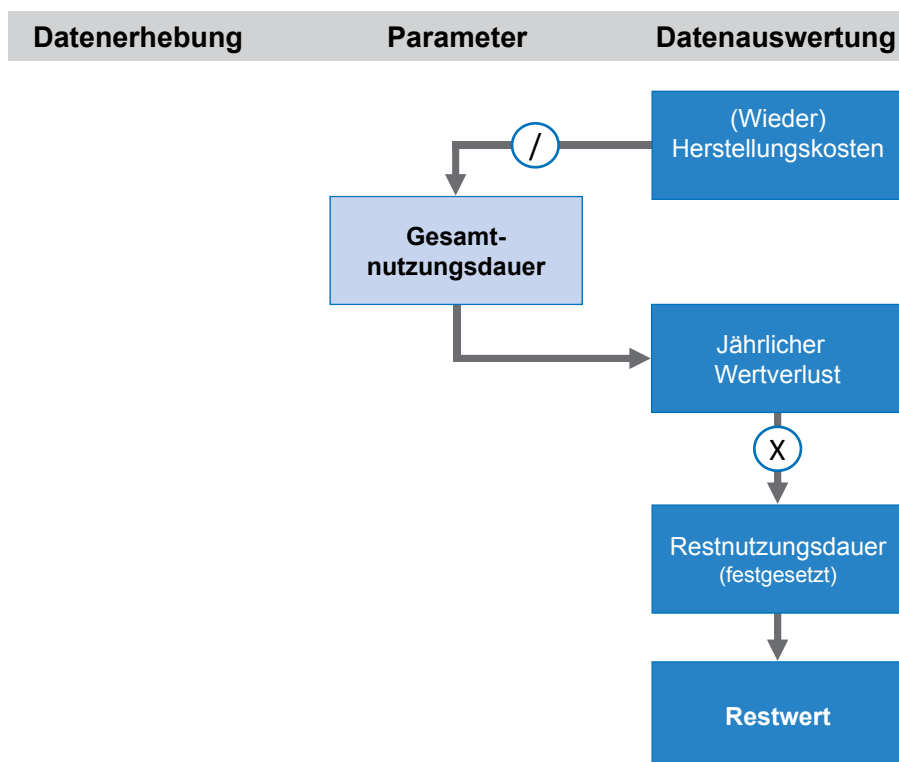 Datenerhebung Parameter Datenauswertung
(Wieder)
Herstellungskosten
/
Gesamt-
nutzungsdauer
Jährlicher
Wertverlust
X
Restnutzungsdauer
(festgesetzt)
Restwert